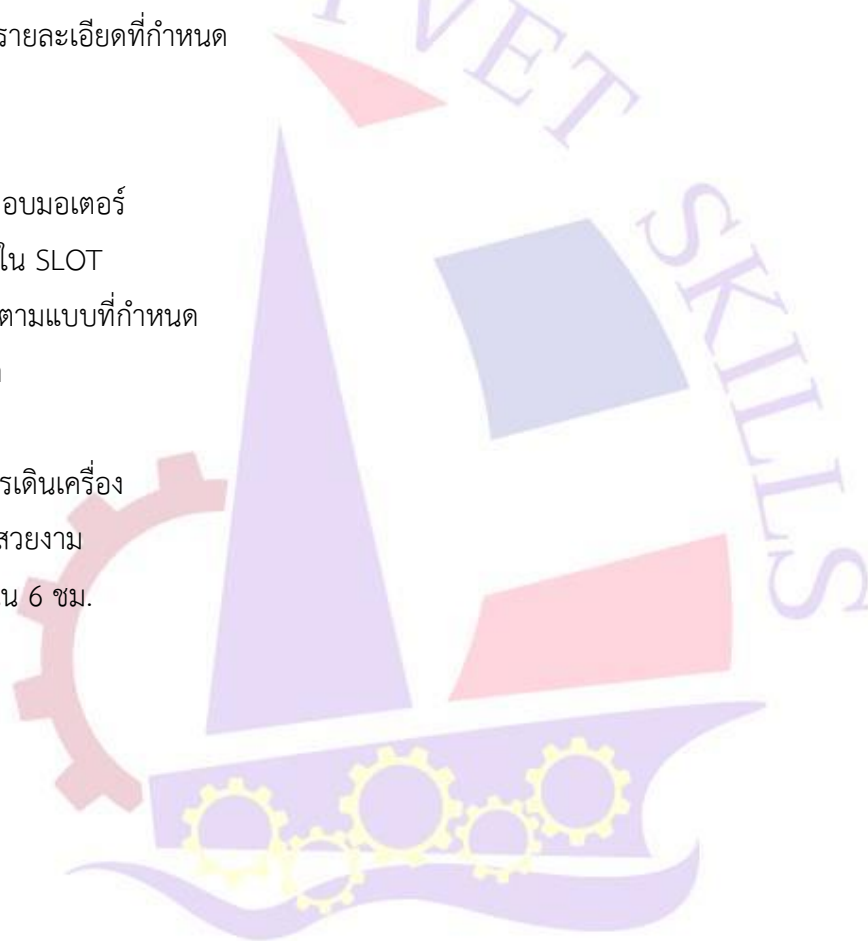 รายละเอียดที่กำหนด
อบมอเตอร์
ใน SLOT
ตามแบบที่กำหนด
รเดินเครื่อง
สวยงาม
น 6 ชม.
VET SKILLS